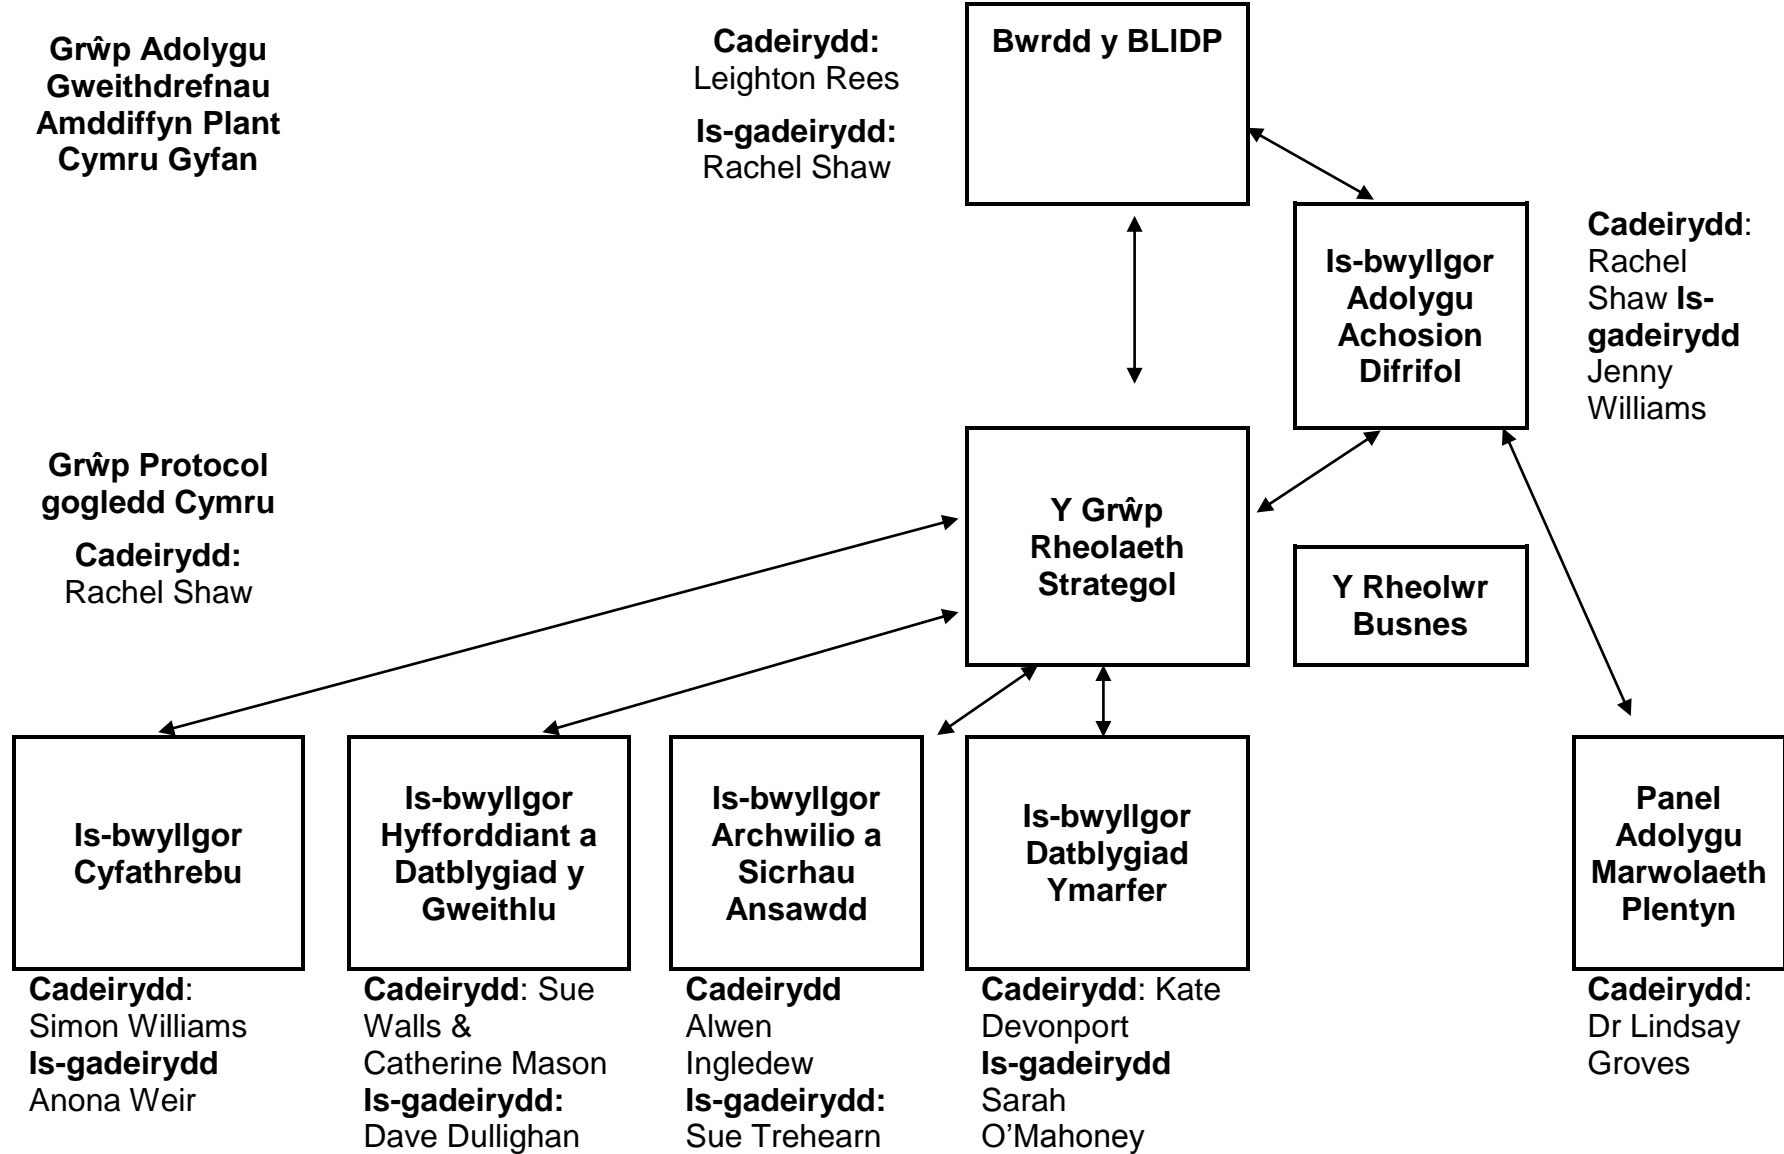 Grŵp Adolygu
Gweithdrefnau
Amddiffyn Plant
Cymru Gyfan
Cadeirydd:
Leighton Rees
Is-gadeirydd:
Rachel Shaw
Bwrdd y BLlDP
Is-bwyllgor
Adolygu
Achosion
Difrifol
Cadeirydd:
Rachel
Shaw Is-
gadeirydd
Jenny
Williams
Grŵp Protocol
gogledd Cymru
Cadeirydd:
Rachel Shaw
Y Grŵp
Rheolaeth
Strategol
Y Rheolwr
Busnes
Is-bwyllgor
Cyfathrebu
Is-bwyllgor
Hyfforddiant a
Datblygiad y
Gweithlu
Is-bwyllgor
Archwilio a
Sicrhau
Ansawdd
Is-bwyllgor
Datblygiad
Ymarfer
Panel
Adolygu
Marwolaeth
Plentyn
Cadeirydd:
Simon Williams
Is-gadeirydd
Anona Weir
Cadeirydd: Sue
Walls &
Catherine Mason
Is-gadeirydd:
Dave Dullighan
Cadeirydd
Alwen
Ingledew
Is-gadeirydd:
Sue Trehearn
Cadeirydd: Kate
Devonport
Is-gadeirydd
Sarah
O’Mahoney
Cadeirydd:
Dr Lindsay
Groves